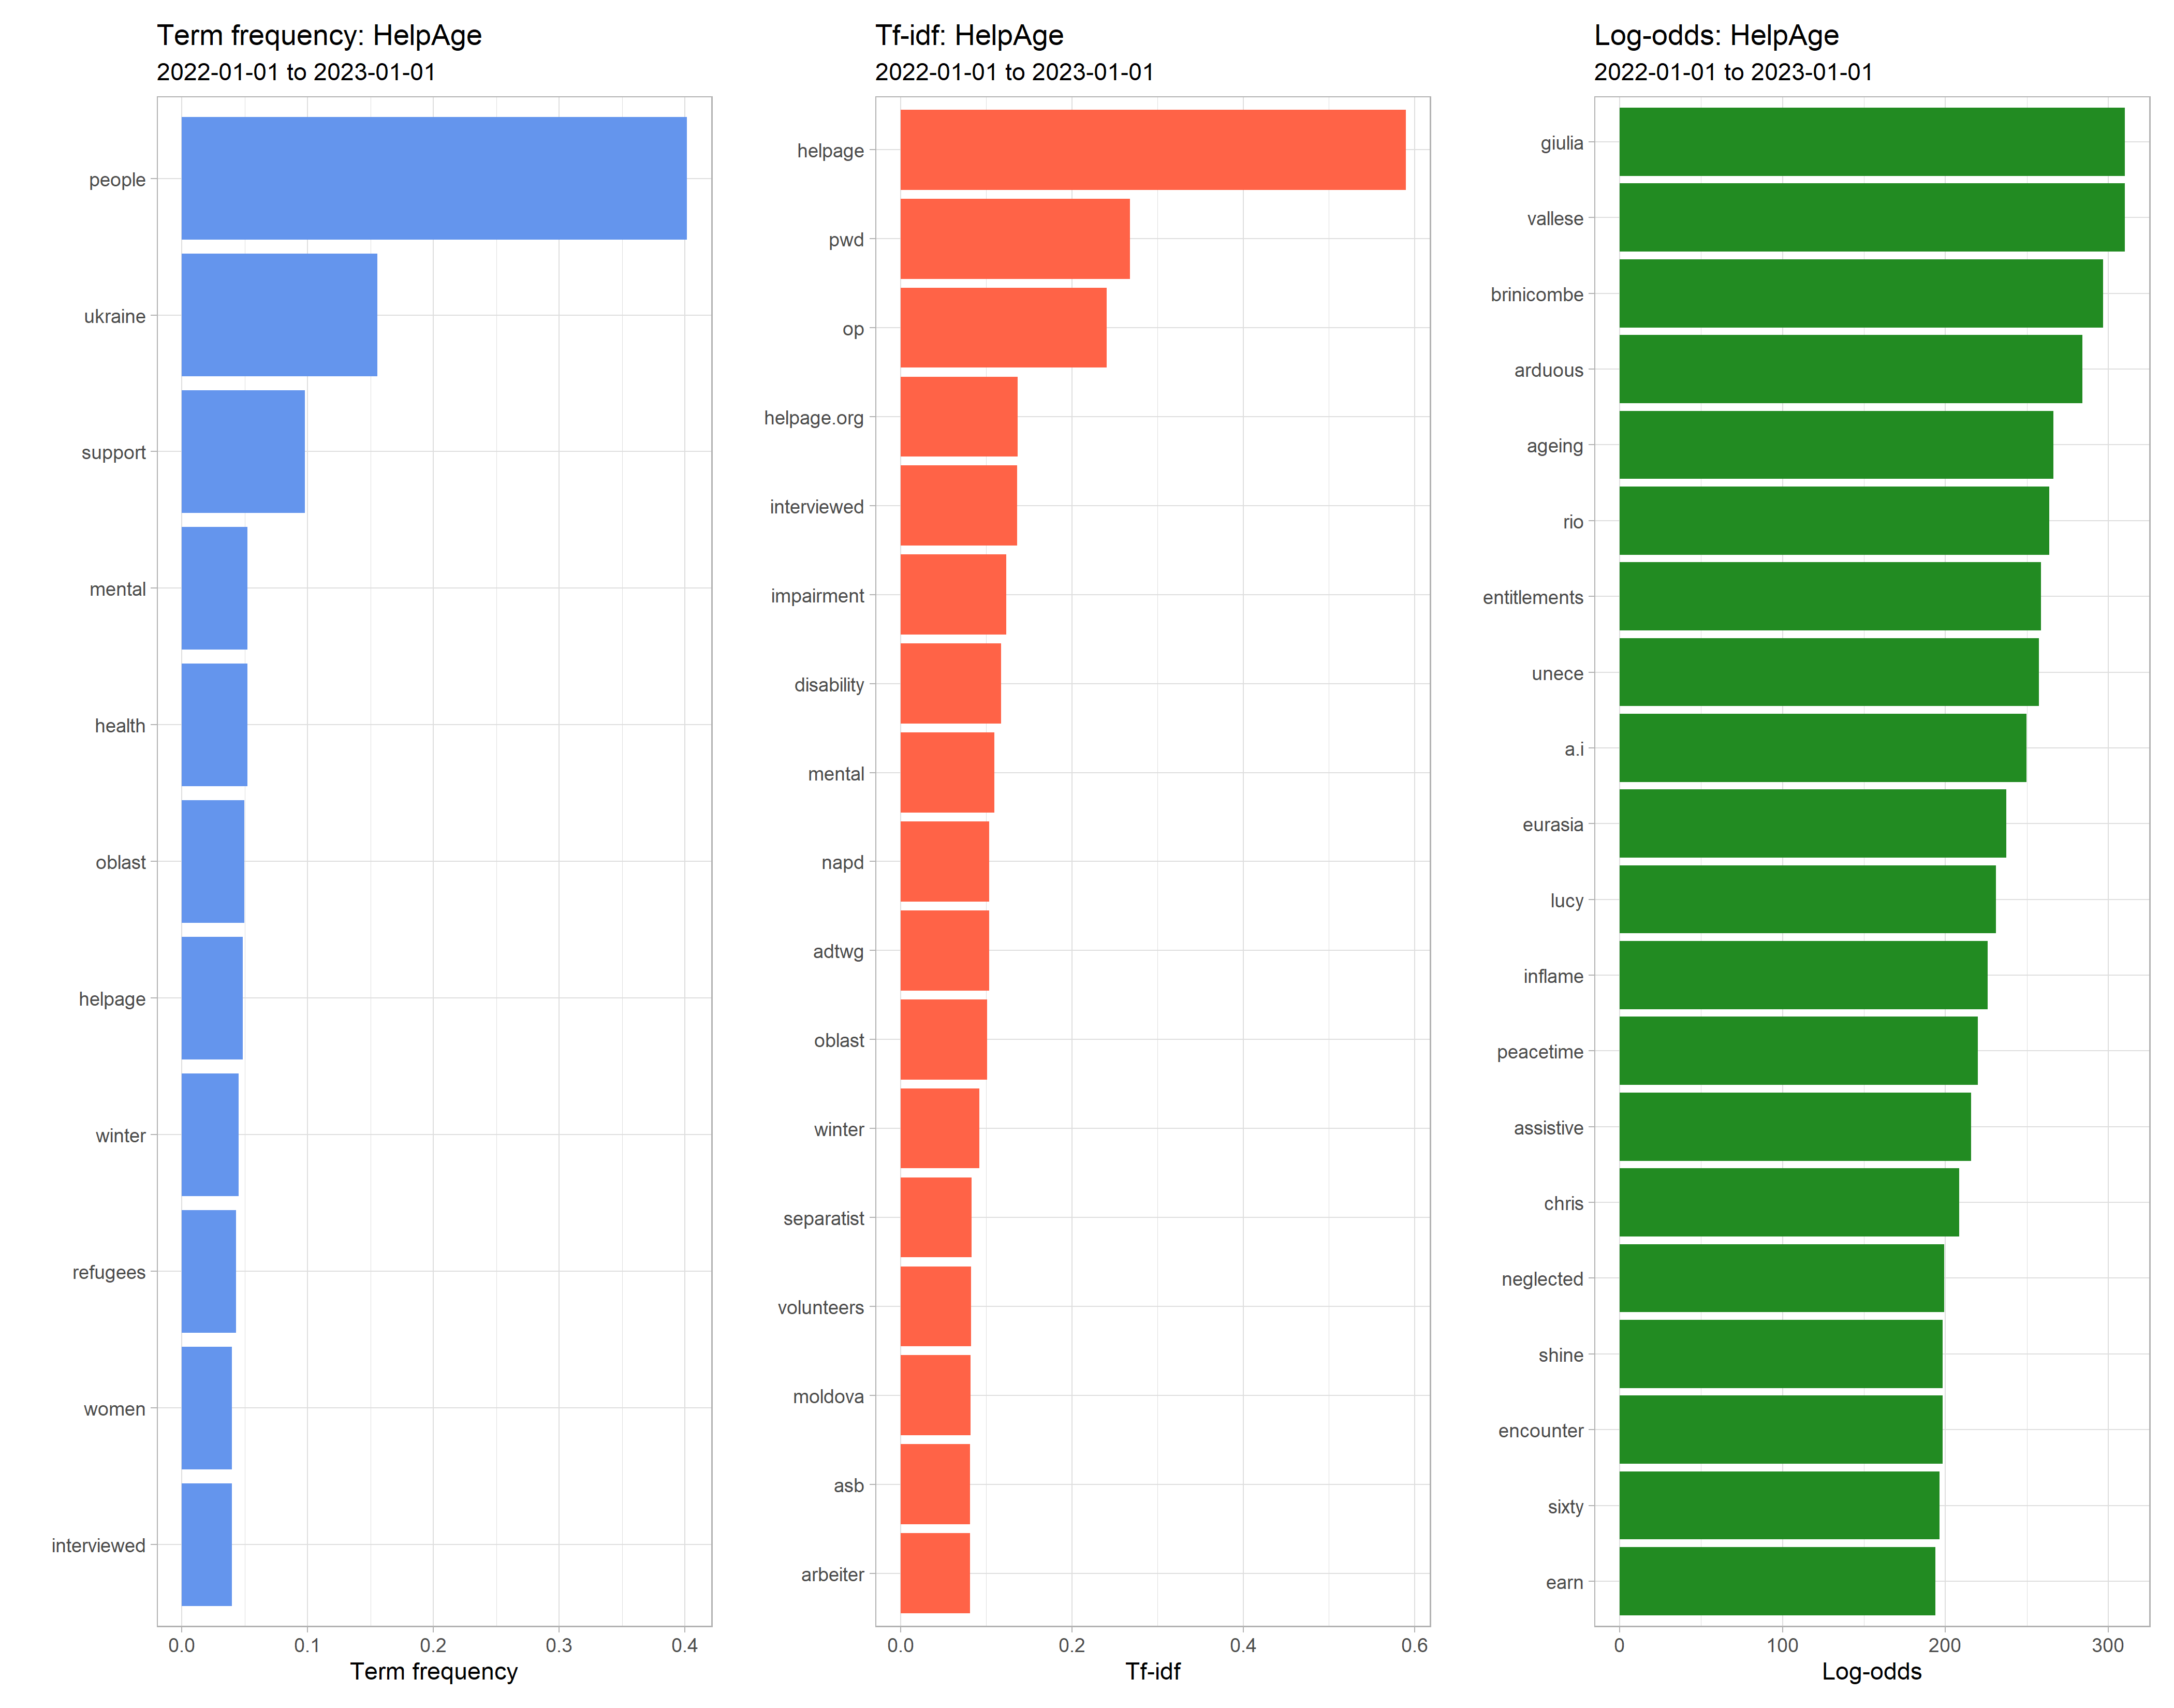 Term frequency: HelpAge
2022-01-01 to 2023-01-01
people
ukraine
support
mental
health
oblast
helpage
winter
refugees
women
interviewed
0.0 0.1 0.2 0.3 0.4
Term frequency
Tf-idf: HelpAge
2022-01-01 to 2023-01-01
helpage
pwd
op
helpage.org
interviewed
impairment
disability
mental
napd
adtwg
oblast
winter
separatist
volunteers
moldova
asb
arbeiter
0.0 0.2 0.4 0.6
Tf-idf
Log-odds: HelpAge
2022-01-01 to 2023-01-01
giulia
vallese
brinicombe
arduous
ageing
rio
entitlements
unece
a.i
eurasia
lucy
inflame
peacetime
assistive
chris
neglected
shine
encounter
sixty
earn
0 100 200 300
Log-odds